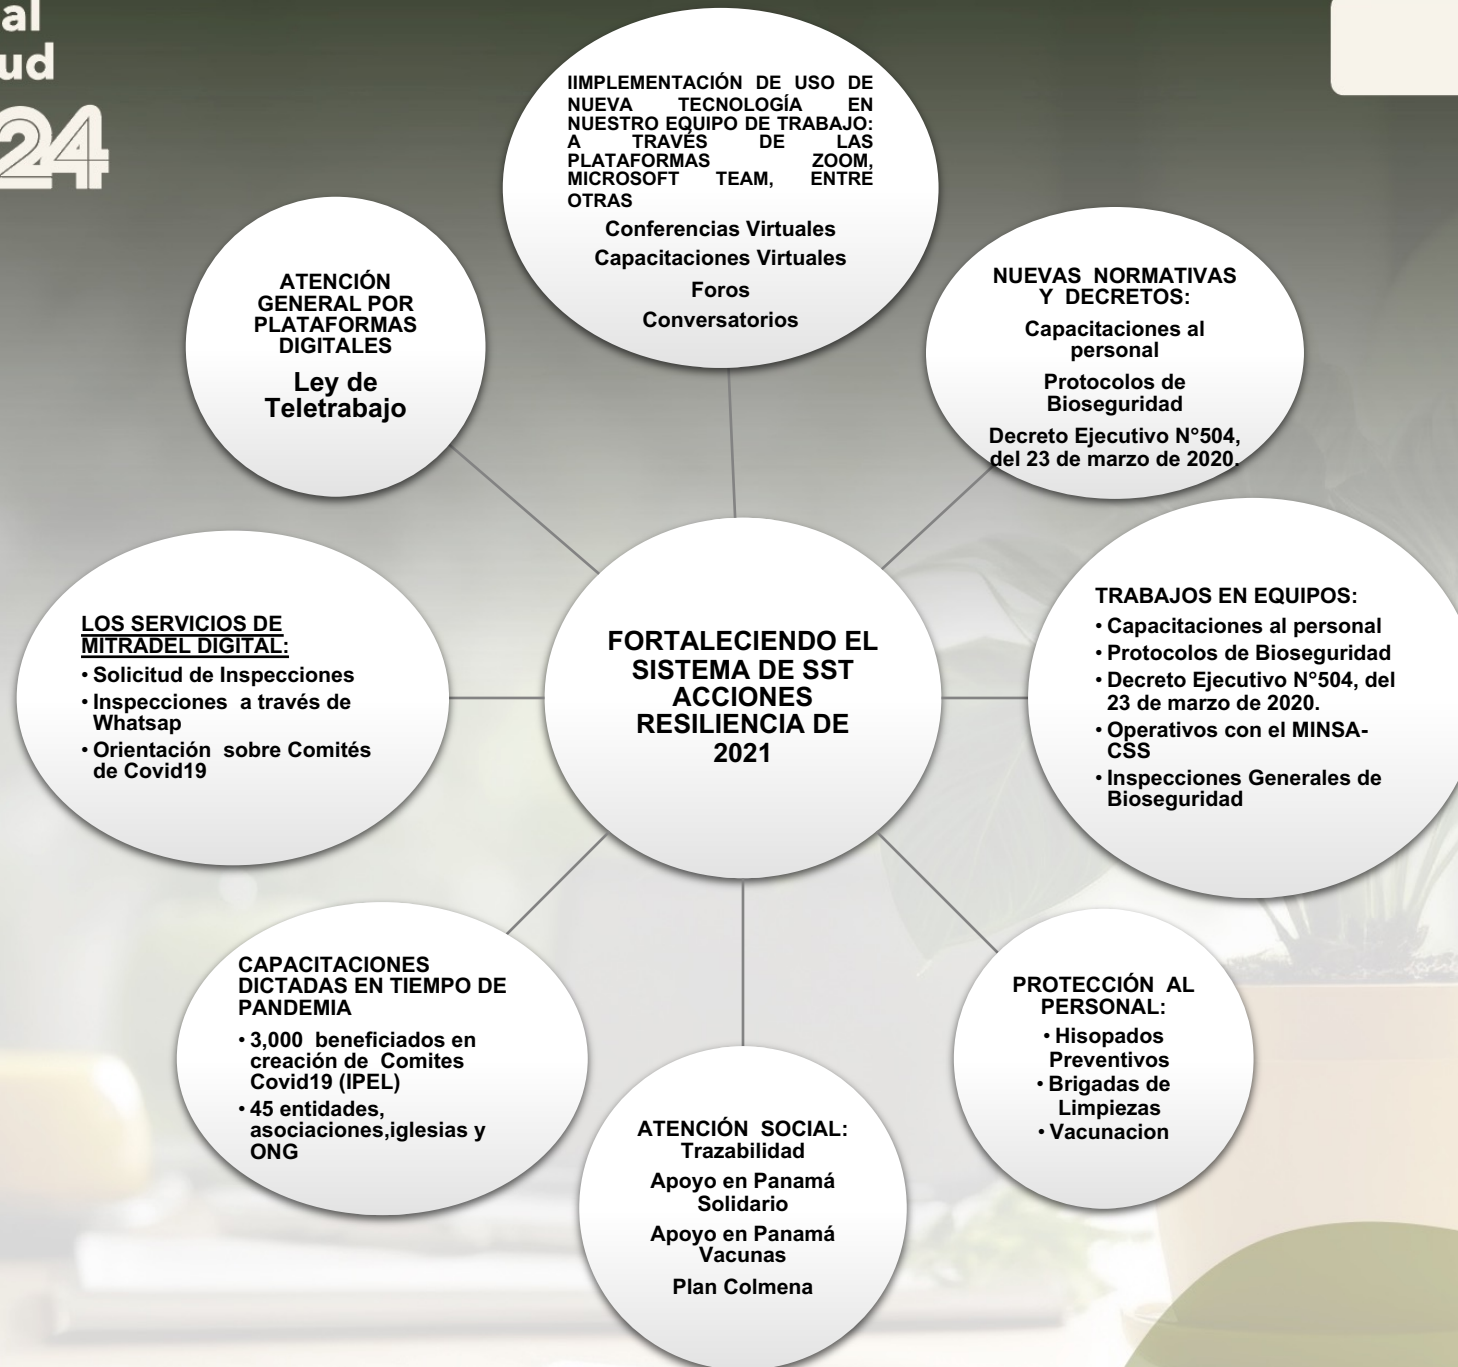 al
ud
24
IIMPLEMENTACIÓN DE USO DE
NUEVA TECNOLOGÍA EN
NUESTRO EQUIPO DE TRABAJO:
A TRAVÉS DE LAS
PLATAFORMAS ZOOM,
MICROSOFT TEAM, ENTRE
OTRAS
Conferencias Virtuales
Capacitaciones Virtuales
Foros
Conversatorios
ATENCIÓN
GENERAL POR
PLATAFORMAS
DIGITALES
Ley de
Teletrabajo
NUEVAS NORMATIVAS
Y DECRETOS:
Capacitaciones al
personal
Protocolos de
Bioseguridad
Decreto Ejecutivo N°504,
del 23 de marzo de 2020.
LOS SERVICIOS DE
MITRADEL DIGITAL:
• Solicitud de Inspecciones
• Inspecciones a través de
Whatsap
• Orientación sobre Comités
de Covid19
FORTALECIENDO EL
SISTEMA DE SST
ACCIONES
RESILIENCIA DE
2021
TRABAJOS EN EQUIPOS:
• Capacitaciones al personal
• Protocolos de Bioseguridad
• Decreto Ejecutivo N°504, del
23 de marzo de 2020.
• Operativos con el MINSA-
CSS
• Inspecciones Generales de
Bioseguridad
CAPACITACIONES
DICTADAS EN TIEMPO DE
PANDEMIA
• 3,000 beneficiados en
creación de Comites
Covid19 (IPEL)
• 45 entidades,
asociaciones,iglesias y
ONG
ATENCIÓN SOCIAL:
Trazabilidad
Apoyo en Panamá
Solidario
Apoyo en Panamá
Vacunas
Plan Colmena
PROTECCIÓN AL
PERSONAL:
• Hisopados
Preventivos
• Brigadas de
Limpiezas
• Vacunacion